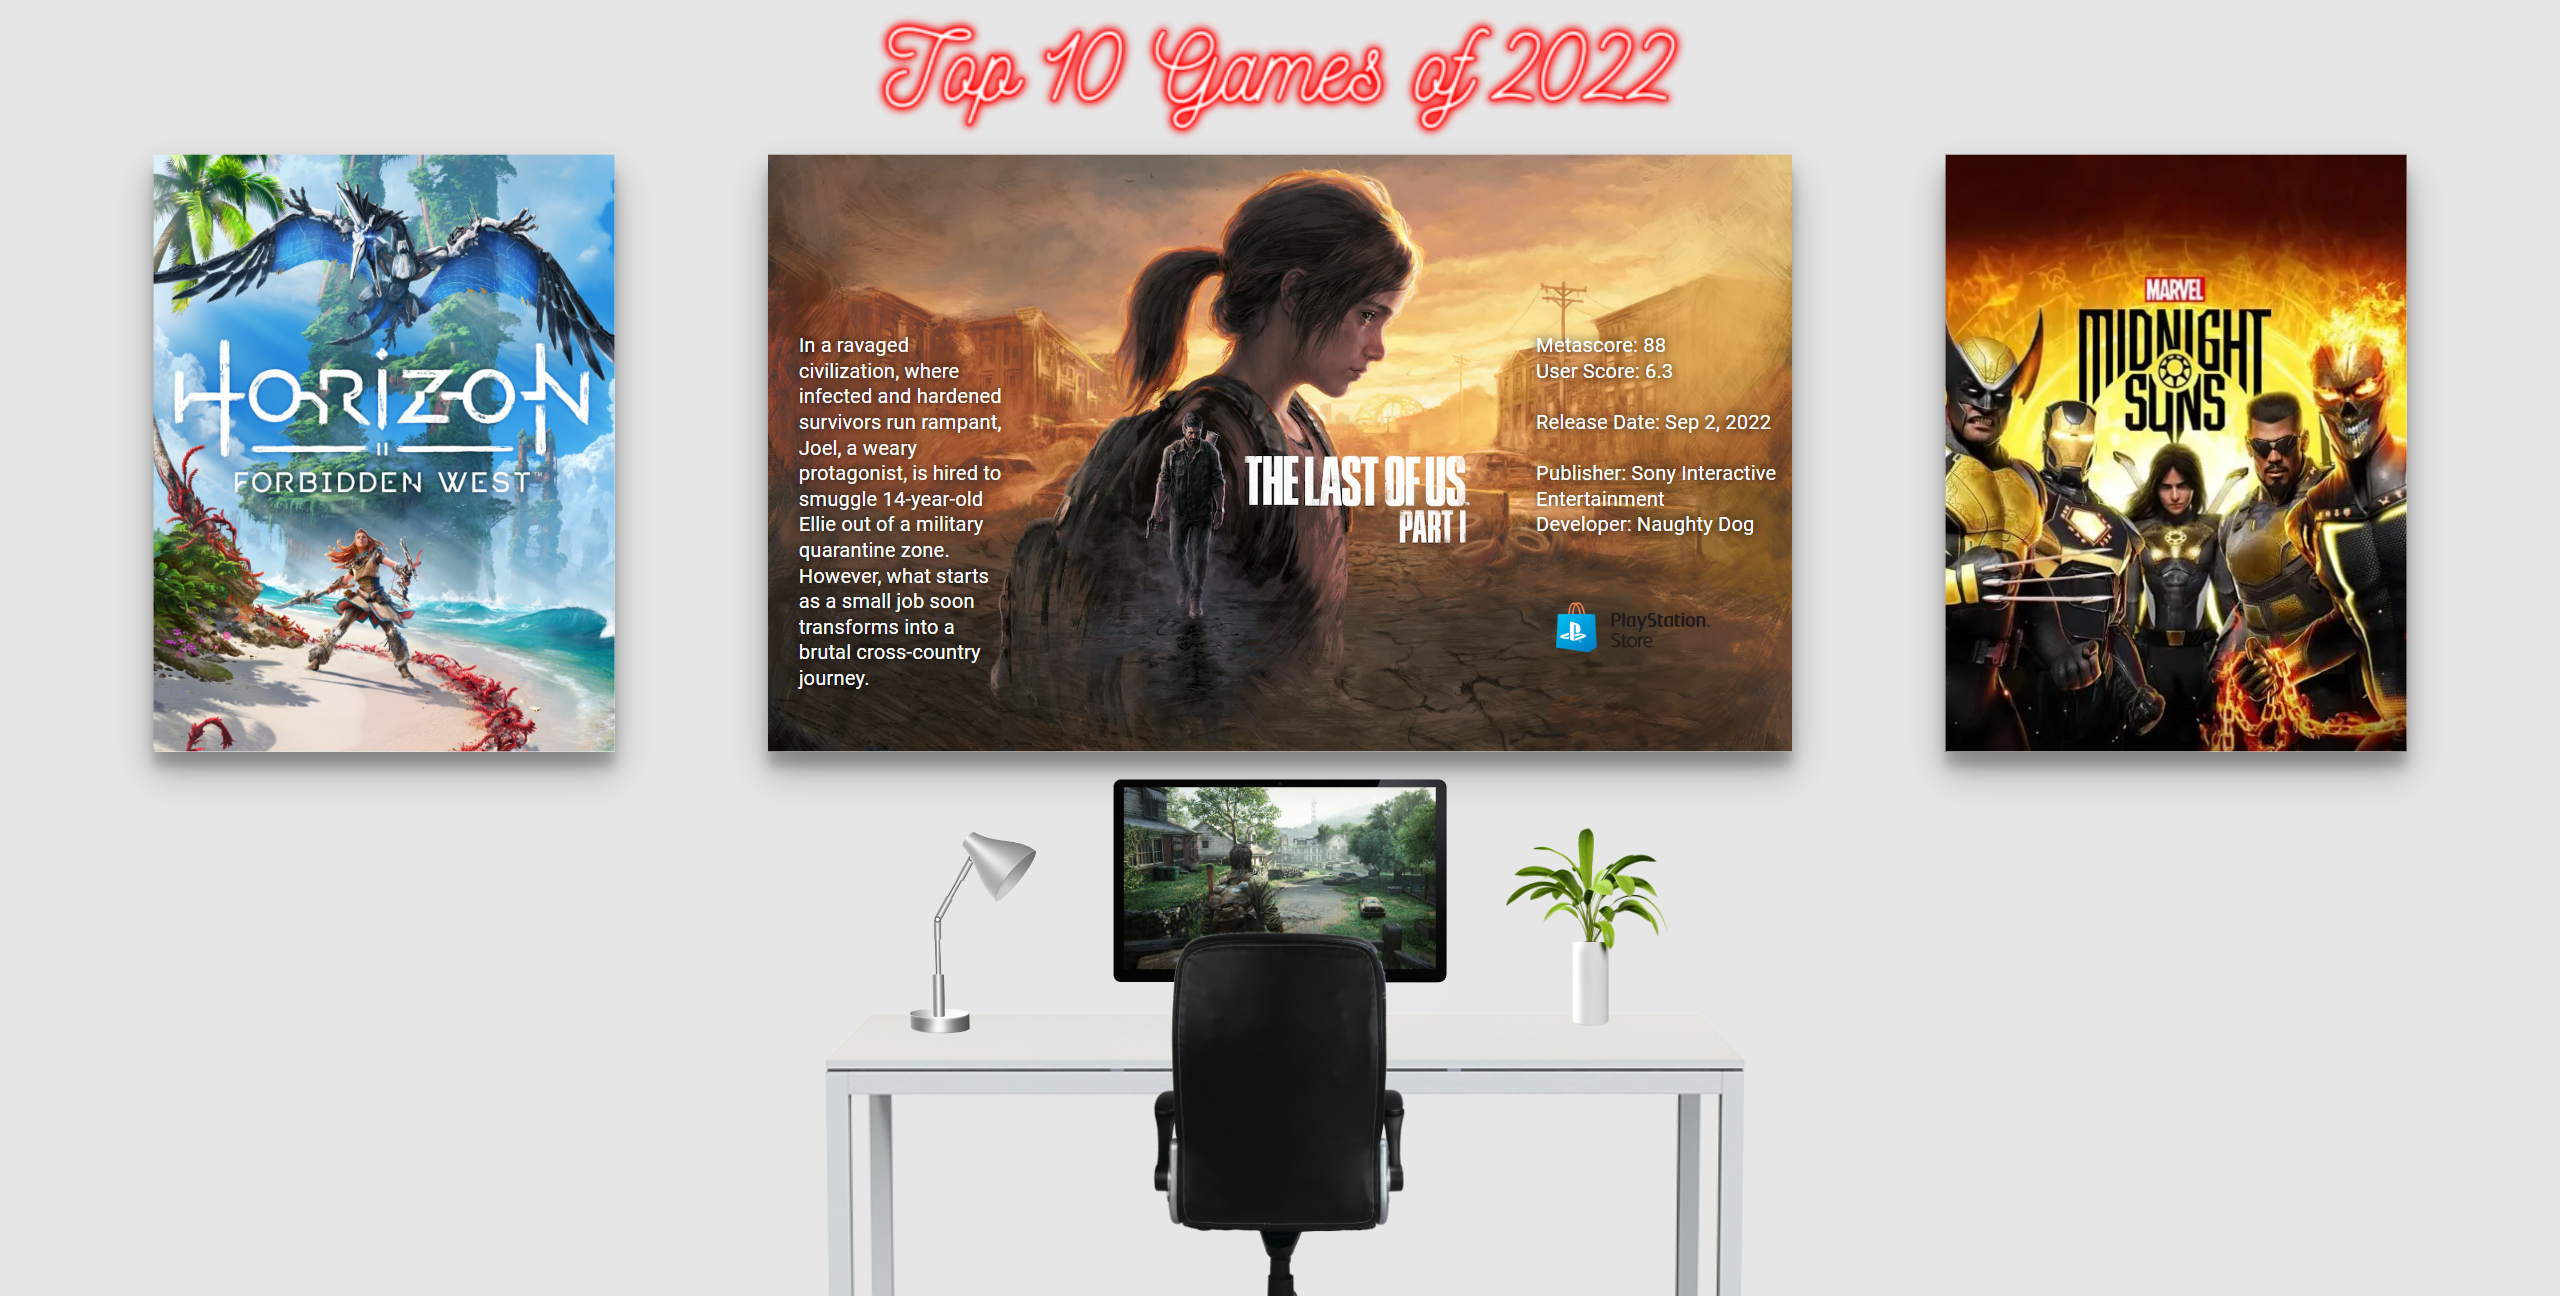 Top 10 Games of 2022
HORIZON
II
FORBIDDEN WEST™
In a ravaged
civilization, where
infected and hardened
survivors run rampant,
Joel, a weary
protagonist, is hired to
smuggle 14-year-old
Ellie out of a military
quarantine zone.
However, what starts
as a small job soon
transforms into a
brutal cross-country
journey.
THE LAST OF US
PART I
Metascore: 88
User Score: 6.3
Release Date: Sep 2, 2022
Publisher: Sony Interactive
Entertainment
Developer: Naughty Dog
PlayStation.
Store
MARVEL
MIDNIGHT
SUNS